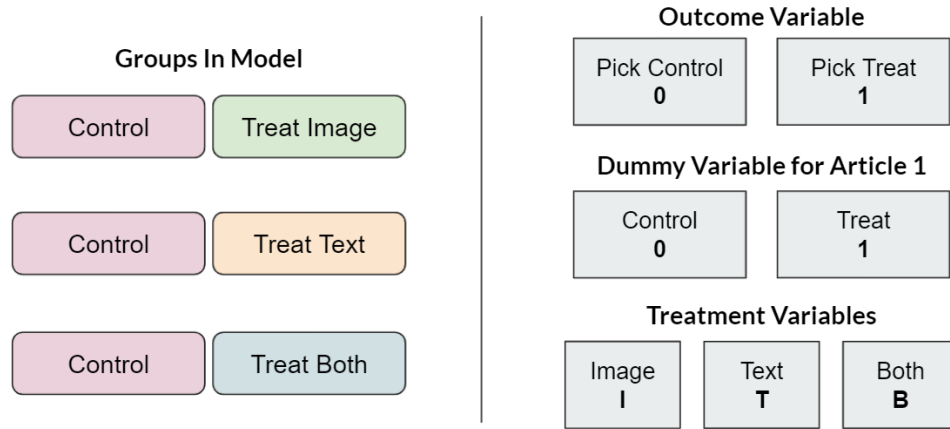 Groups In Model
Control
Treat Image
Control
Treat Text
Control
Treat Both
Outcome Variable
Pick Control
0
Pick Treat
1
Dummy Variable for Article 1
Control
0
Treat
1
Treatment Variables
Image
I
Text
T
Both
B